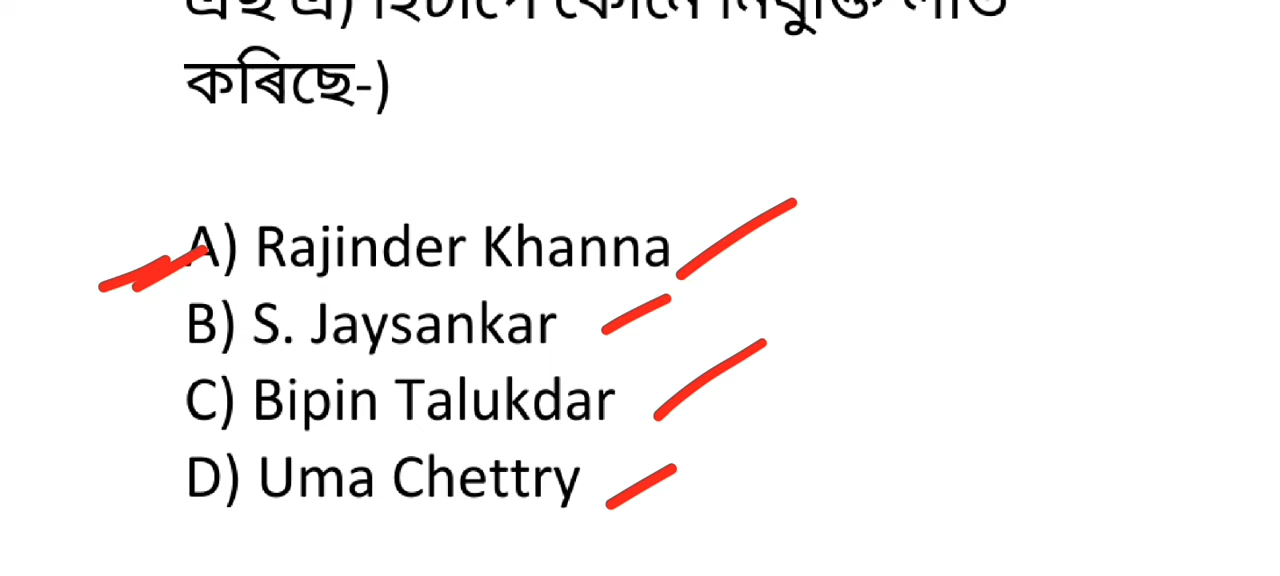 কৰিছে-)
A) Rajinder Khanna
B) S. Jaysankar
C) Bipin Talukdar
D) Uma Chettry